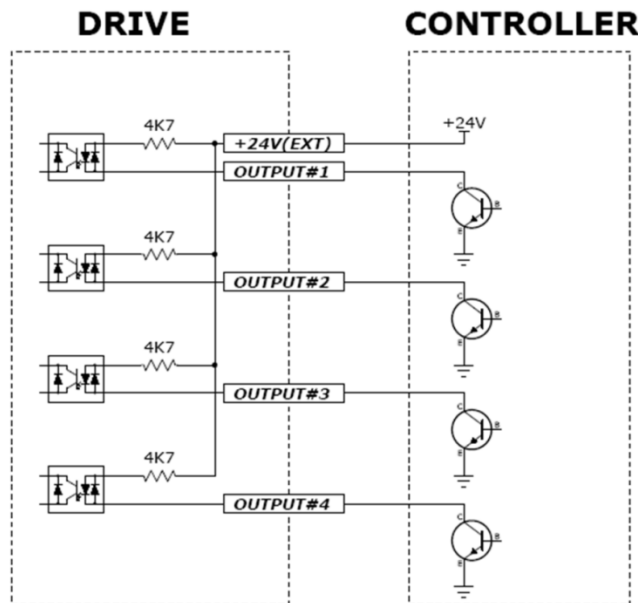 DRIVE CONTROLLER
+24V
4K7 +24V(EXT)
OUTPUT#1
C
B
E
4K7
OUTPUT#2
C
B
E
4K7
OUTPUT#3
C
B
E
4K7
OUTPUT#4
C
B
E